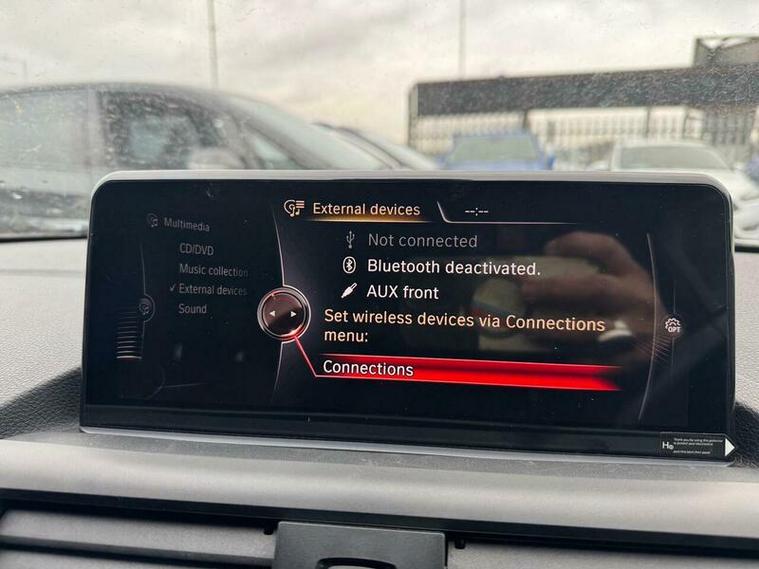 External devices
--:--
Multimedia
CD/DVD
Music collection
✓ External devices
Sound
Not connected
Bluetooth deactivated.
AUX front
Set wireless devices via Connections
menu:
Connections
OPT